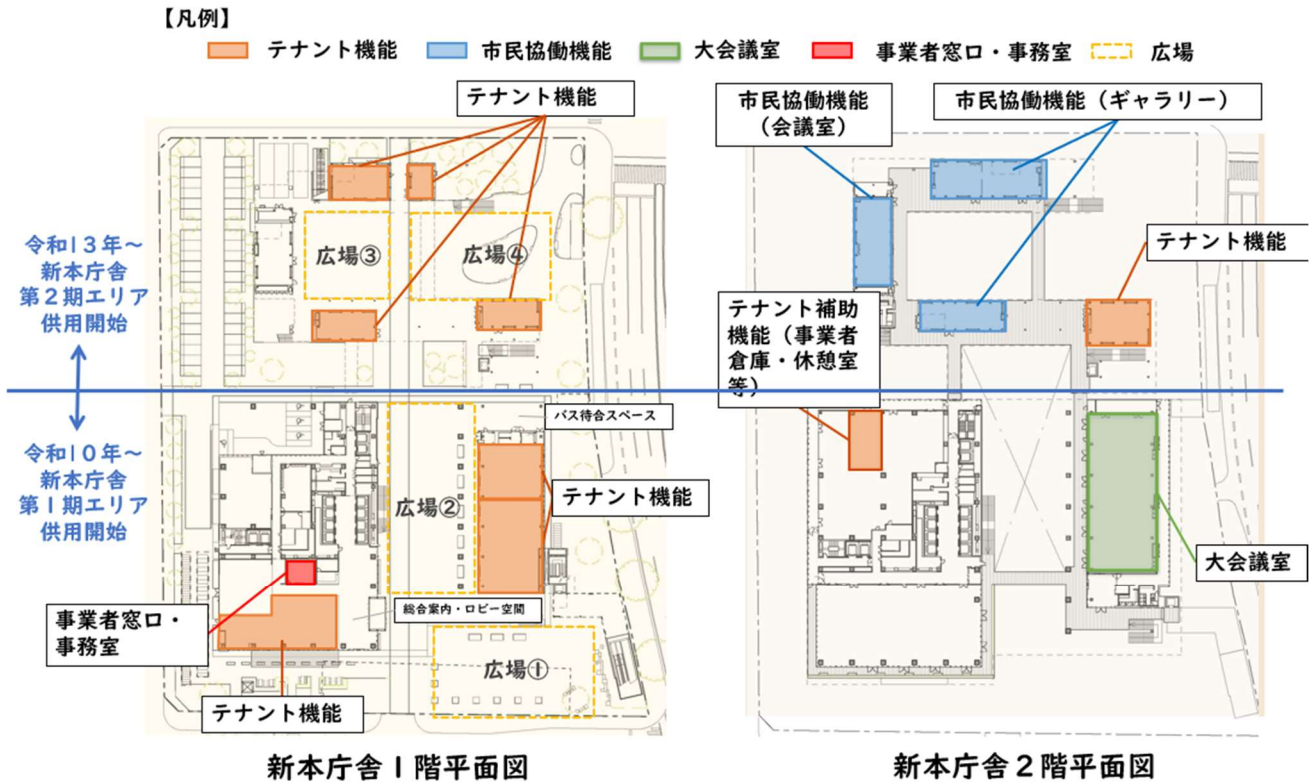 【凡例】
テナント機能 市民協働機能 大会議室 事業者窓口・事務室 広場
テナント機能
市民協働機能
（会議室）
市民協働機能（ギャラリー）
広場③
広場④
テナント機能
令和13年～
新本庁舎
第2期エリア
供用開始
テナント補助
機能（事業者
倉庫・休憩室
等）
令和10年～
新本庁舎
第1期エリア
供用開始
バス待合スペース
広場②
テナント機能
大会議室
事業者窓口・
事務室
総合案内・ロビー空間
広場①
テナント機能
新本庁舎1階平面図
新本庁舎2階平面図